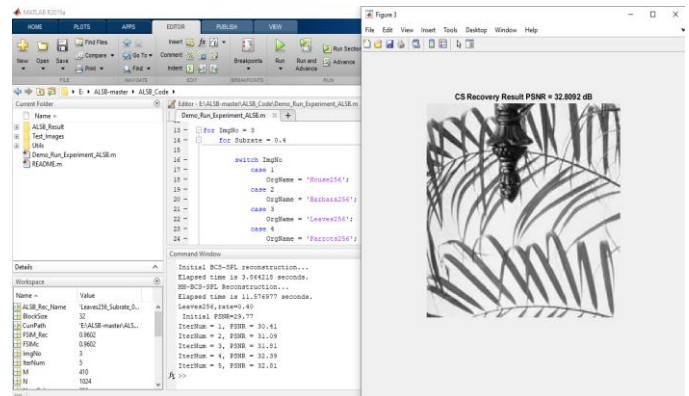 MATLAB R2019a
HOME PLOTS APPS EDITOR PUBLISH VIEW
New Open Save Find Files Compare Print Go To Find Insert Comment Indent Breakpoints Run Run and Advance Run Section Advance
FILE NAVIGATE EDIT BREAKPOINTS RUN
E: ALSB-master ALSB_Code
Current Folder
Name
ALSB_Result
Test_Images
Utils
Demo_Run_Experiment_ALSB.m
README.m
Details
Workspace
Name Value
ALSB_Rec_Name 'Leaves256_Subrate_0...
BlockSize 32
CurrPath 'E:\ALSB-master\ALS...
FSIM_Rec 0.9602
FSIMc 0.9602
ImgNo 3
IterNum 5
M 410
N 1024
Editor - E:\ALSB-master\ALSB_Code\Demo_Run_Experiment_ALSB.m
Demo_Run_Experiment_ALSB.m
13 - for ImgNo = 3
14 - for Subrate = 0.4
15
16 - switch ImgNo
17 - case 1
18 - OrgName = 'House256';
19 - case 2
20 - OrgName = 'Barbara256';
21 - case 3
22 - OrgName = 'Leaves256';
23 - case 4
24 - OrgName = 'Parrots256';
Command Window
Initial BCS-SPL reconstruction...
Elapsed time is 3.064218 seconds.
MH-BCS-SPL Reconstruction...
Elapsed time is 11.576977 seconds.
Leaves256,rate=0.40
Initial PSNR=29.77
IterNum = 1, PSNR = 30.41
IterNum = 2, PSNR = 31.09
IterNum = 3, PSNR = 31.81
IterNum = 4, PSNR = 32.39
IterNum = 5, PSNR = 32.81
fx >>
Figure 3
File Edit View Insert Tools Desktop Window Help
CS Recovery Result PSNR = 32.8092 dB